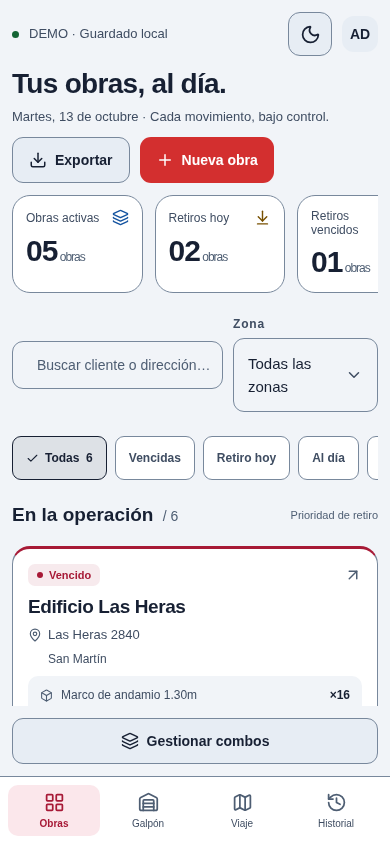 DEMO · Guardado local
AD
Tus obras, al día.
Martes, 13 de octubre · Cada movimiento, bajo control.
Exportar
Nueva obra
Obras activas
05 obras
Retiros hoy
02 obras
Retiros
vencidos
01 obras
Zona
Buscar cliente o dirección…
Todas las
zonas
Todas 6
Vencidas
Retiro hoy
Al día
En la operación / 6
Prioridad de retiro
Vencido
Edificio Las Heras
Las Heras 2840
San Martín
Marco de andamio 1.30m ×16
Gestionar combos
Obras
Galpón
Viaje
Historial